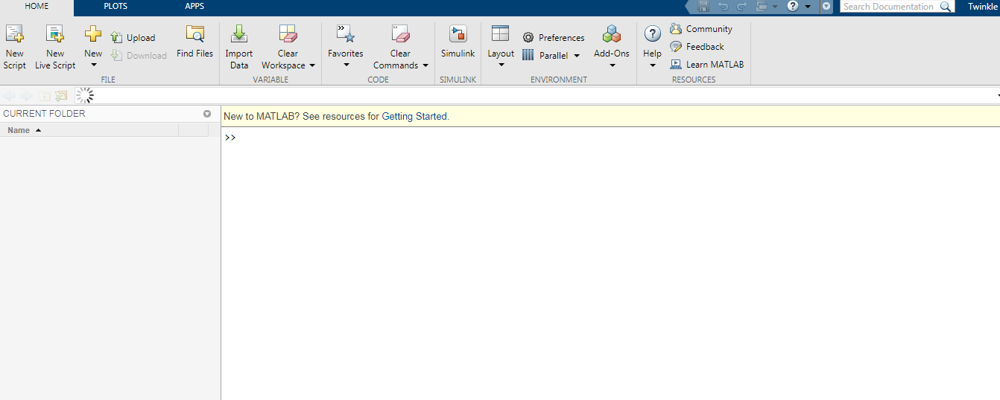 HOME PLOTS APPS
Search Documentation Twinkle
New Script
New Live Script
New
Upload
Download
Find Files
FILE
Import Data
Clear Workspace
VARIABLE
Favorites
Clear Commands
CODE
Simulink
SIMULINK
Layout
Preferences
Parallel
Add-Ons
ENVIRONMENT
Help
Community
Feedback
Learn MATLAB
RESOURCES
CURRENT FOLDER
Name
New to MATLAB? See resources for Getting Started.
>>